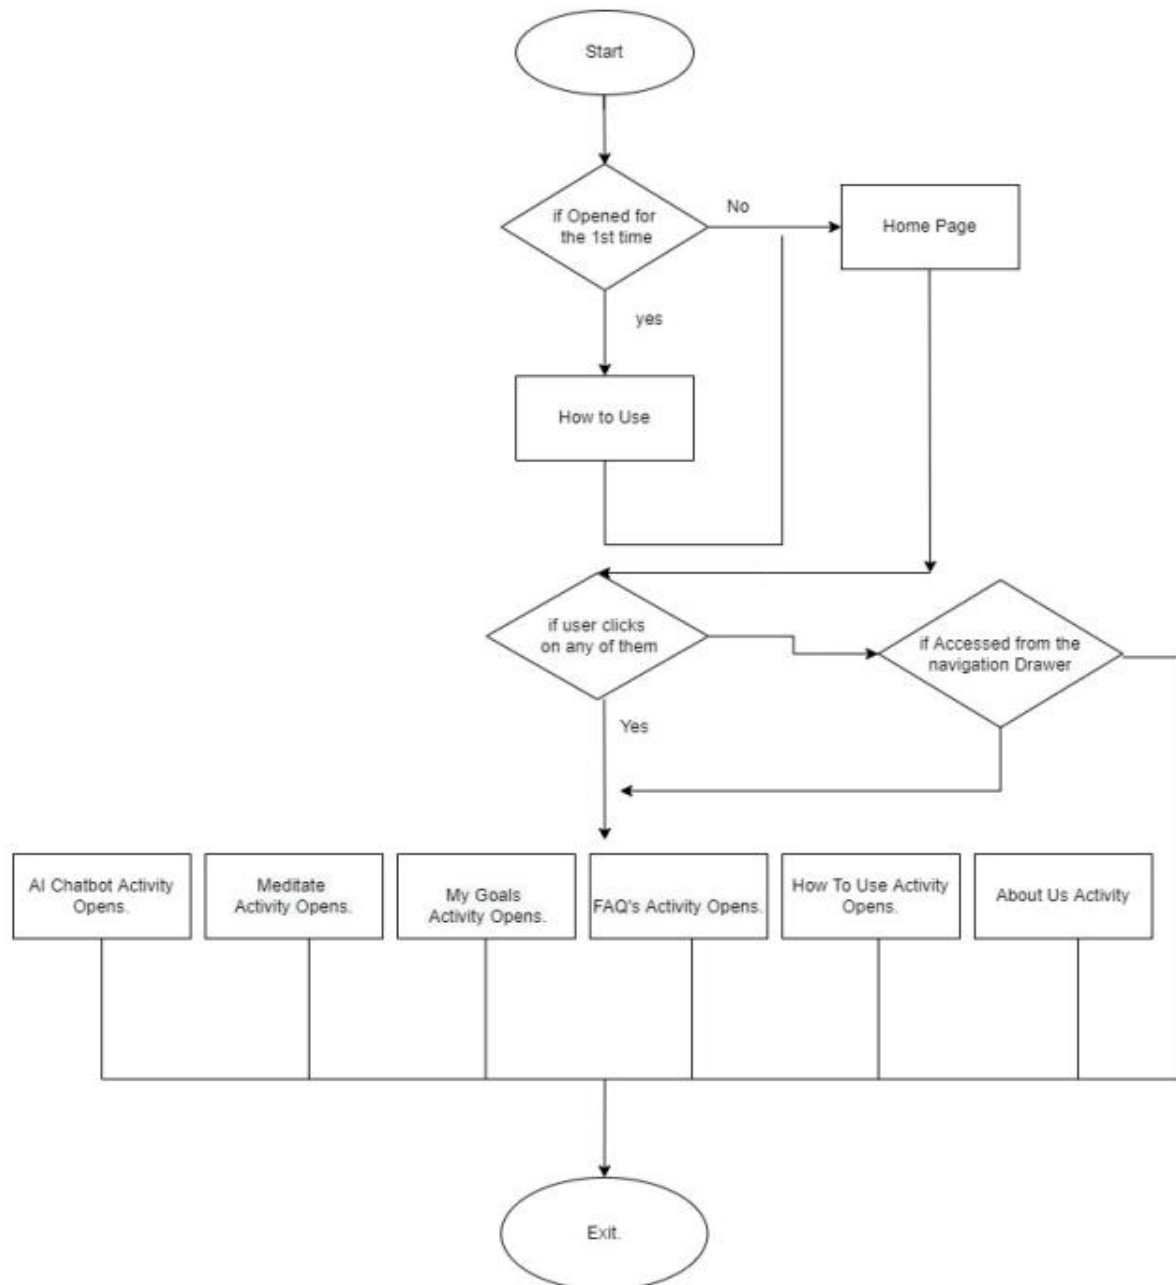 Start
if Opened for
the 1st time
No
Home Page
yes
How to Use
if user clicks
on any of them
if Accessed from the
navigation Drawer
Yes
AI Chatbot Activity
Opens.
Meditate
Activity Opens.
My Goals
Activity Opens.
FAQ's Activity Opens.
How To Use Activity
Opens.
About Us Activity
Exit.